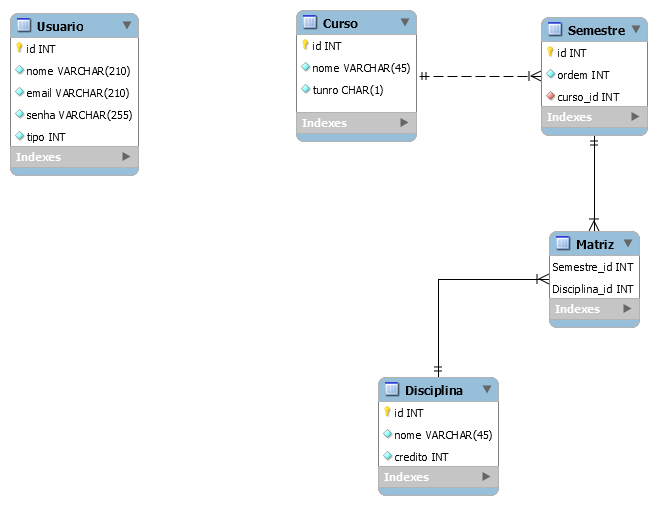 Usuario
id INT
nome VARCHAR(210)
email VARCHAR(210)
senha VARCHAR(255)
tipo INT
Indexes
Curso
id INT
nome VARCHAR(45)
tunro CHAR(1)
Indexes
Semestre
id INT
ordem INT
curso_id INT
Indexes
Matriz
Semestre_id INT
Disciplina_id INT
Indexes
Disciplina
id INT
nome VARCHAR(45)
credito INT
Indexes